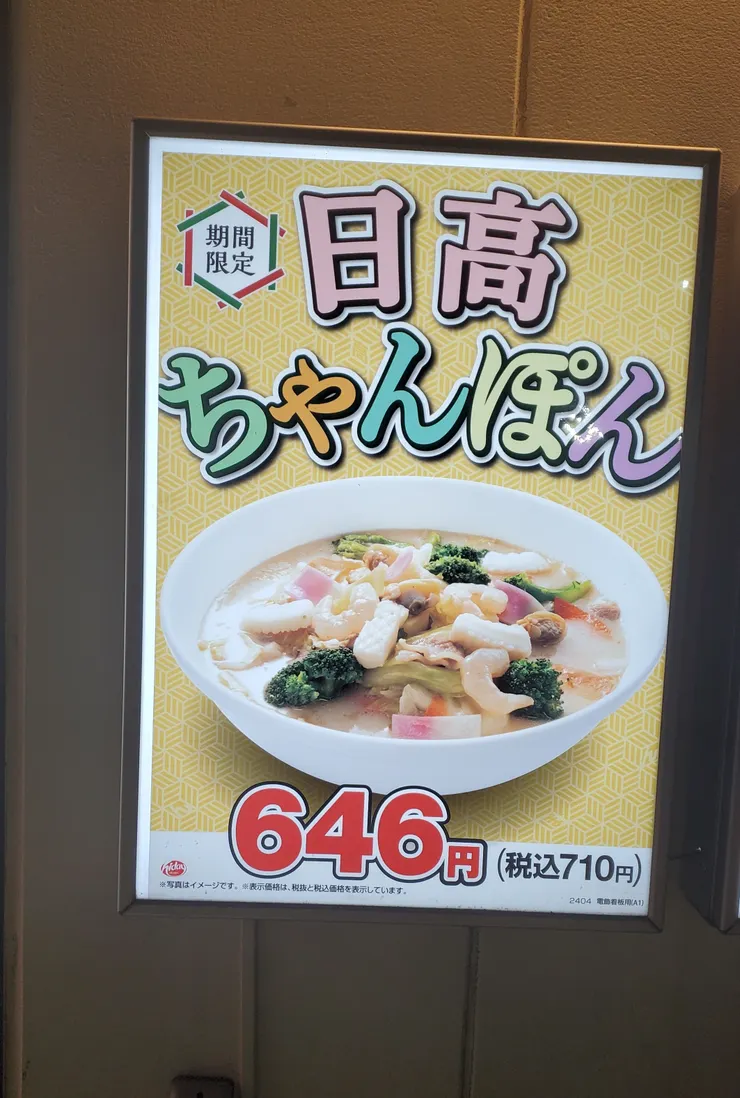 期間
限定
日高
ちゃんぽん
646円(税込710円)
Hiday
※写真はイメージです。※表示価格は、税抜と税込価格を表示しています。
2404 電飾看板用(A1)